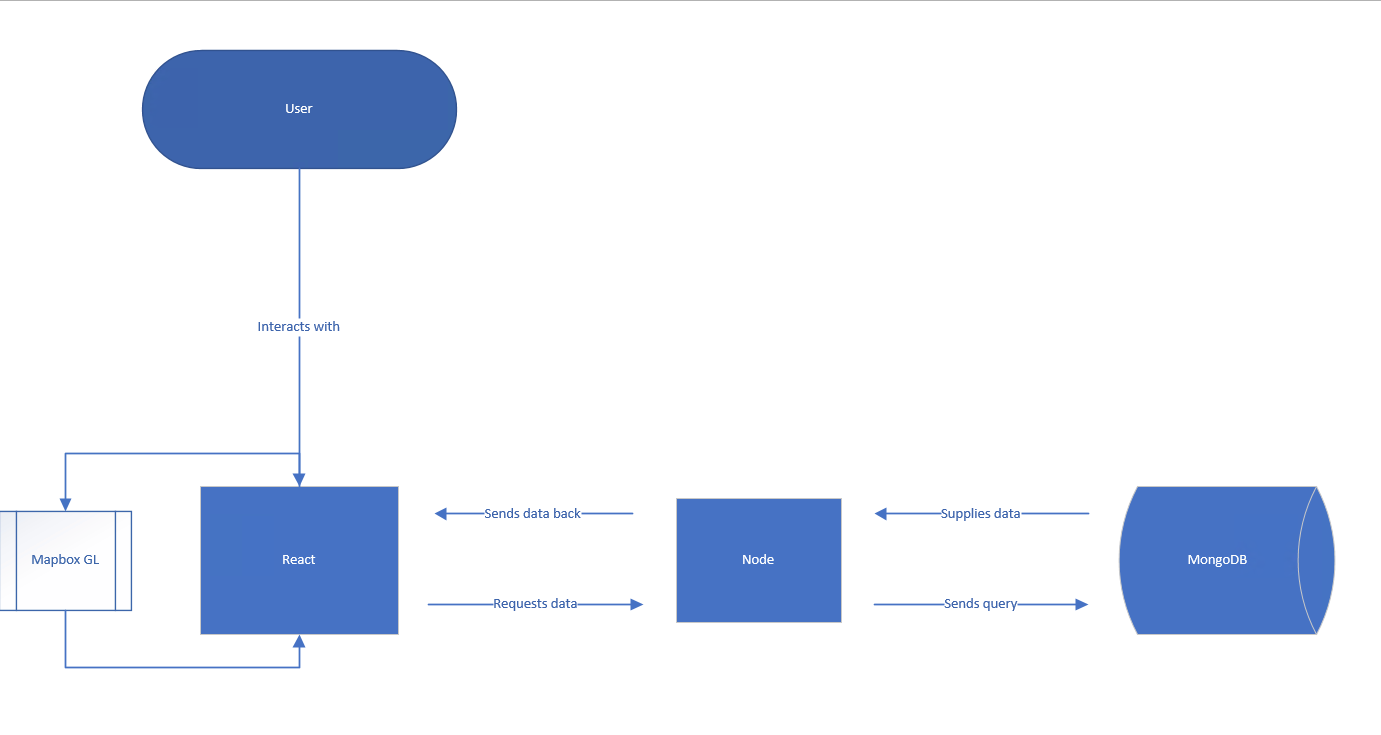 User
Interacts with
Mapbox GL
React
Sends data back
Requests data
Node
Supplies data
Sends query
MongoDB